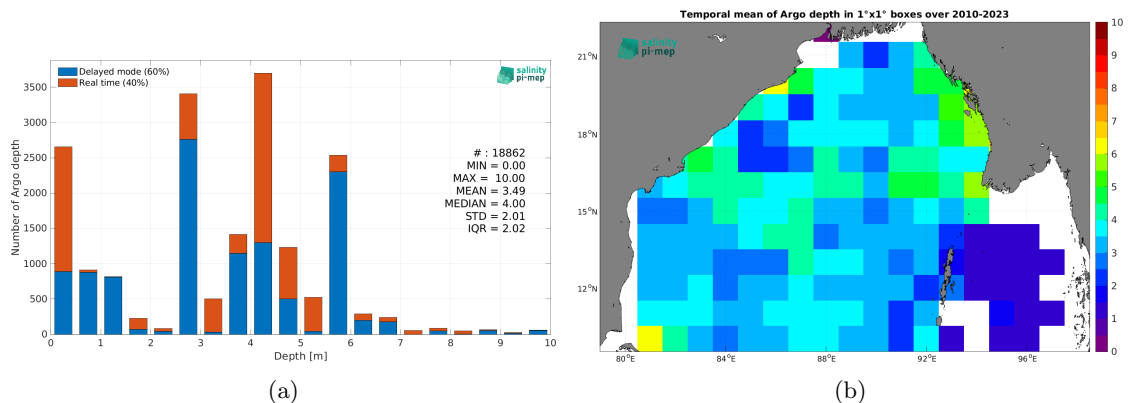 Delayed mode (60%)
Real time (40%)
salinity
pi-mep
Number of Argo depth
3500
3000
2500
2000
1500
1000
500
0
# : 18862
MIN = 0.00
MAX = 10.00
MEAN = 3.49
MEDIAN = 4.00
STD = 2.01
IQR = 2.02
0 1 2 3 4 5 6 7 8 9 10
Depth [m]
(a)
Temporal mean of Argo depth in 1°x1° boxes over 2010-2023
salinity
pi-mep
21°N
18°N
15°N
12°N
80°E 84°E 88°E 92°E 96°E
10
9
8
7
6
5
4
3
2
1
0
(b)